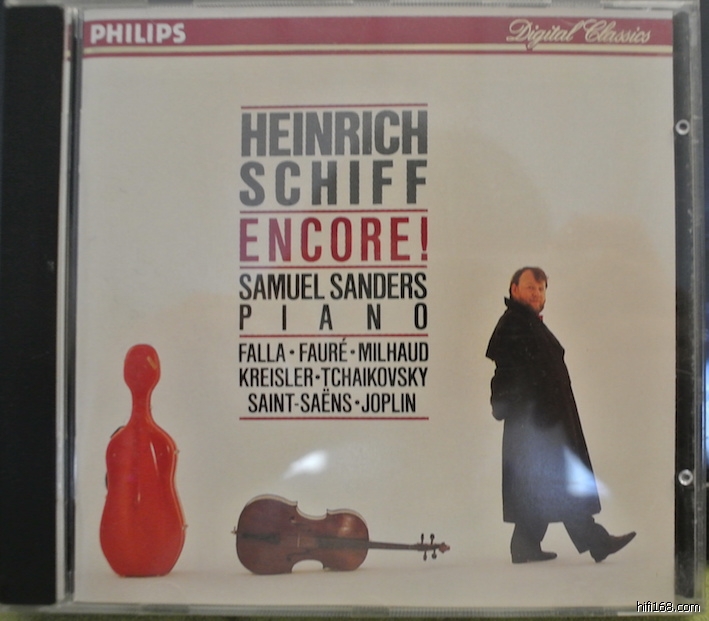 PHILIPS
Digital Classics
HEINRICH
SCHIFF
ENCORE!
SAMUEL SANDERS
PIANO
FALLA • FAURÉ • MILHAUD
KREISLER • TCHAIKOVSKY
SAINT-SAËNS • JOPLIN
hifi168.com